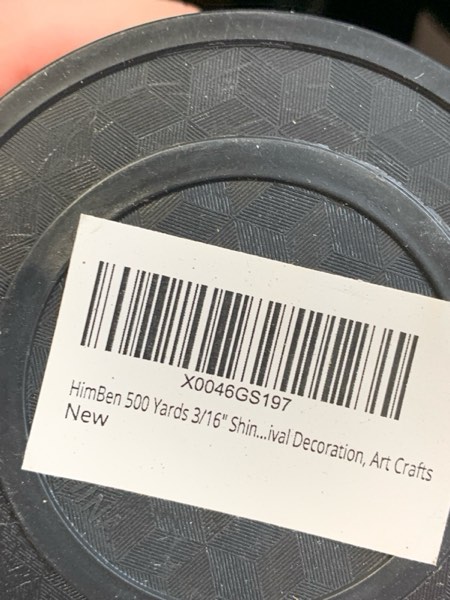 X0046GS197
HimBen 500 Yards 3/16" Shin...ival Decoration, Art Crafts
New